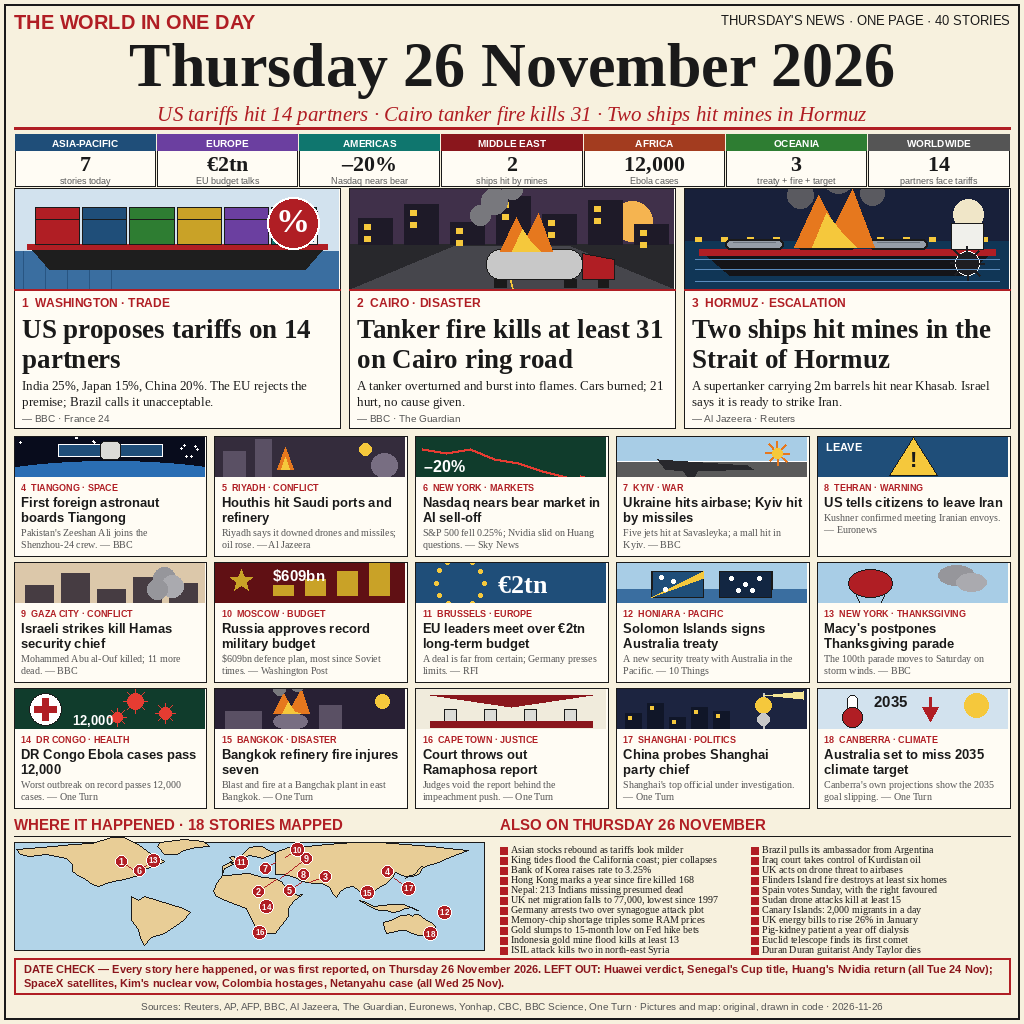 THE WORLD IN ONE DAY
THURSDAY'S NEWS · ONE PAGE · 40 STORIES
Thursday 26 November 2026
US tariffs hit 14 partners · Cairo tanker fire kills 31 · Two ships hit mines in Hormuz
ASIA-PACIFIC
7
stories today
EUROPE
€2tn
EU budget talks
AMERICAS
–20%
Nasdaq nears bear
MIDDLE EAST
2
ships hit by mines
AFRICA
12,000
Ebola cases
OCEANIA
3
treaty + fire + target
WORLDWIDE
14
partners face tariffs
%
1 WASHINGTON · TRADE
US proposes tariffs on 14
partners
India 25%, Japan 15%, China 20%. The EU rejects the
premise; Brazil calls it unacceptable.
— BBC · France 24
2 CAIRO · DISASTER
Tanker fire kills at least 31
on Cairo ring road
A tanker overturned and burst into flames. Cars burned; 21
hurt, no cause given.
— BBC · The Guardian
3 HORMUZ · ESCALATION
Two ships hit mines in the
Strait of Hormuz
A supertanker carrying 2m barrels hit near Khasab. Israel
says it is ready to strike Iran.
— Al Jazeera · Reuters
4 TIANGONG · SPACE
First foreign astronaut
boards Tiangong
Pakistan's Zeeshan Ali joins the
Shenzhou-24 crew. — BBC
5 RIYADH · CONFLICT
Houthis hit Saudi ports and
refinery
Riyadh says it downed drones and missiles;
oil rose. — Al Jazeera
–20%
6 NEW YORK · MARKETS
Nasdaq nears bear market in
AI sell-off
S&P 500 fell 0.25%; Nvidia slid on Huang
questions. — Sky News
7 KYIV · WAR
Ukraine hits airbase; Kyiv hit
by missiles
Five jets hit at Savasleyka; a mall hit in
Kyiv. — BBC
LEAVE
!
8 TEHRAN · WARNING
US tells citizens to leave Iran
Kushner confirmed meeting Iranian envoys.
— Euronews
9 GAZA CITY · CONFLICT
Israeli strikes kill Hamas
security chief
Mohammed Abu al-Ouf killed; 11 more
dead. — BBC
$609bn
10 MOSCOW · BUDGET
Russia approves record
military budget
$609bn defence plan, most since Soviet
times. — Washington Post
€2tn
11 BRUSSELS · EUROPE
EU leaders meet over €2tn
long-term budget
A deal is far from certain; Germany presses
limits. — RFI
12 HONIARA · PACIFIC
Solomon Islands signs
Australia treaty
A new security treaty with Australia in the
Pacific. — 10 Things
13 NEW YORK · THANKSGIVING
Macy's postpones
Thanksgiving parade
The 100th parade moves to Saturday on
storm winds. — BBC
12,000
14 DR CONGO · HEALTH
DR Congo Ebola cases pass
12,000
Worst outbreak on record passes 12,000
cases. — One Turn
15 BANGKOK · DISASTER
Bangkok refinery fire injures
seven
Blast and fire at a Bangchak plant in east
Bangkok. — One Turn
16 CAPE TOWN · JUSTICE
Court throws out
Ramaphosa report
Judges void the report behind the
impeachment push. — One Turn
17 SHANGHAI · POLITICS
China probes Shanghai
party chief
Shanghai's top official under investigation.
— One Turn
2035
18 CANBERRA · CLIMATE
Australia set to miss 2035
climate target
Canberra's own projections show the 2035
goal slipping. — One Turn
WHERE IT HAPPENED · 18 STORIES MAPPED
1
6
13
11
7
10
9
8
3
2
5
14
16
4
15
17
12
18
ALSO ON THURSDAY 26 NOVEMBER
Asian stocks rebound as tariffs look milder
King tides flood the California coast; pier collapses
Bank of Korea raises rate to 3.25%
Hong Kong marks a year since fire killed 168
Nepal: 213 Indians missing presumed dead
UK net migration falls to 77,000, lowest since 1997
Germany arrests two over synagogue attack plot
Memory-chip shortage triples some RAM prices
Gold slumps to 15-month low on Fed hike bets
Indonesia gold mine flood kills at least 13
ISIL attack kills two in north-east Syria
Brazil pulls its ambassador from Argentina
Iraq court takes control of Kurdistan oil
UK acts on drone threat to airbases
Flinders Island fire destroys at least six homes
Spain votes Sunday, with the right favoured
Sudan drone attacks kill at least 15
Canary Islands: 2,000 migrants in a day
UK energy bills to rise 26% in January
Pig-kidney patient a year off dialysis
Euclid telescope finds its first comet
Duran Duran guitarist Andy Taylor dies
DATE CHECK — Every story here happened, or was first reported, on Thursday 26 November 2026. LEFT OUT: Huawei verdict, Senegal's Cup title, Huang's Nvidia return (all Tue 24 Nov);
SpaceX satellites, Kim's nuclear vow, Colombia hostages, Netanyahu case (all Wed 25 Nov).
Sources: Reuters, AP, AFP, BBC, Al Jazeera, The Guardian, Euronews, Yonhap, CBC, BBC Science, One Turn · Pictures and map: original, drawn in code · 2026-11-26